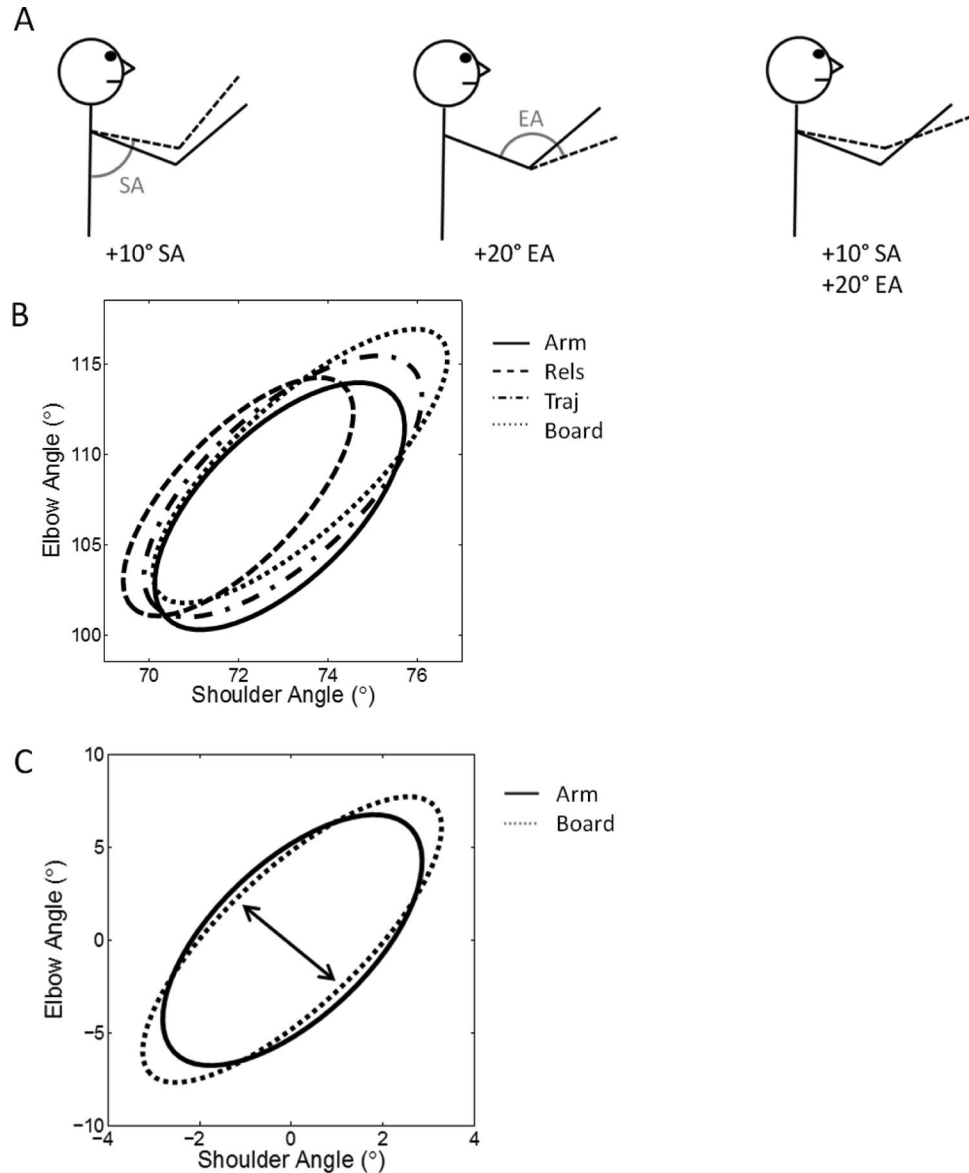 A
SA
EA
+10° SA
+20° EA
+10° SA
+20° EA
B
115
110
105
100
Elbow Angle (°)
70
72
74
76
Shoulder Angle (°)
Arm
Rels
Traj
Board
C
10
5
0
−5
−10
Elbow Angle (°)
−4
−2
0
2
4
Shoulder Angle (°)
Arm
Board